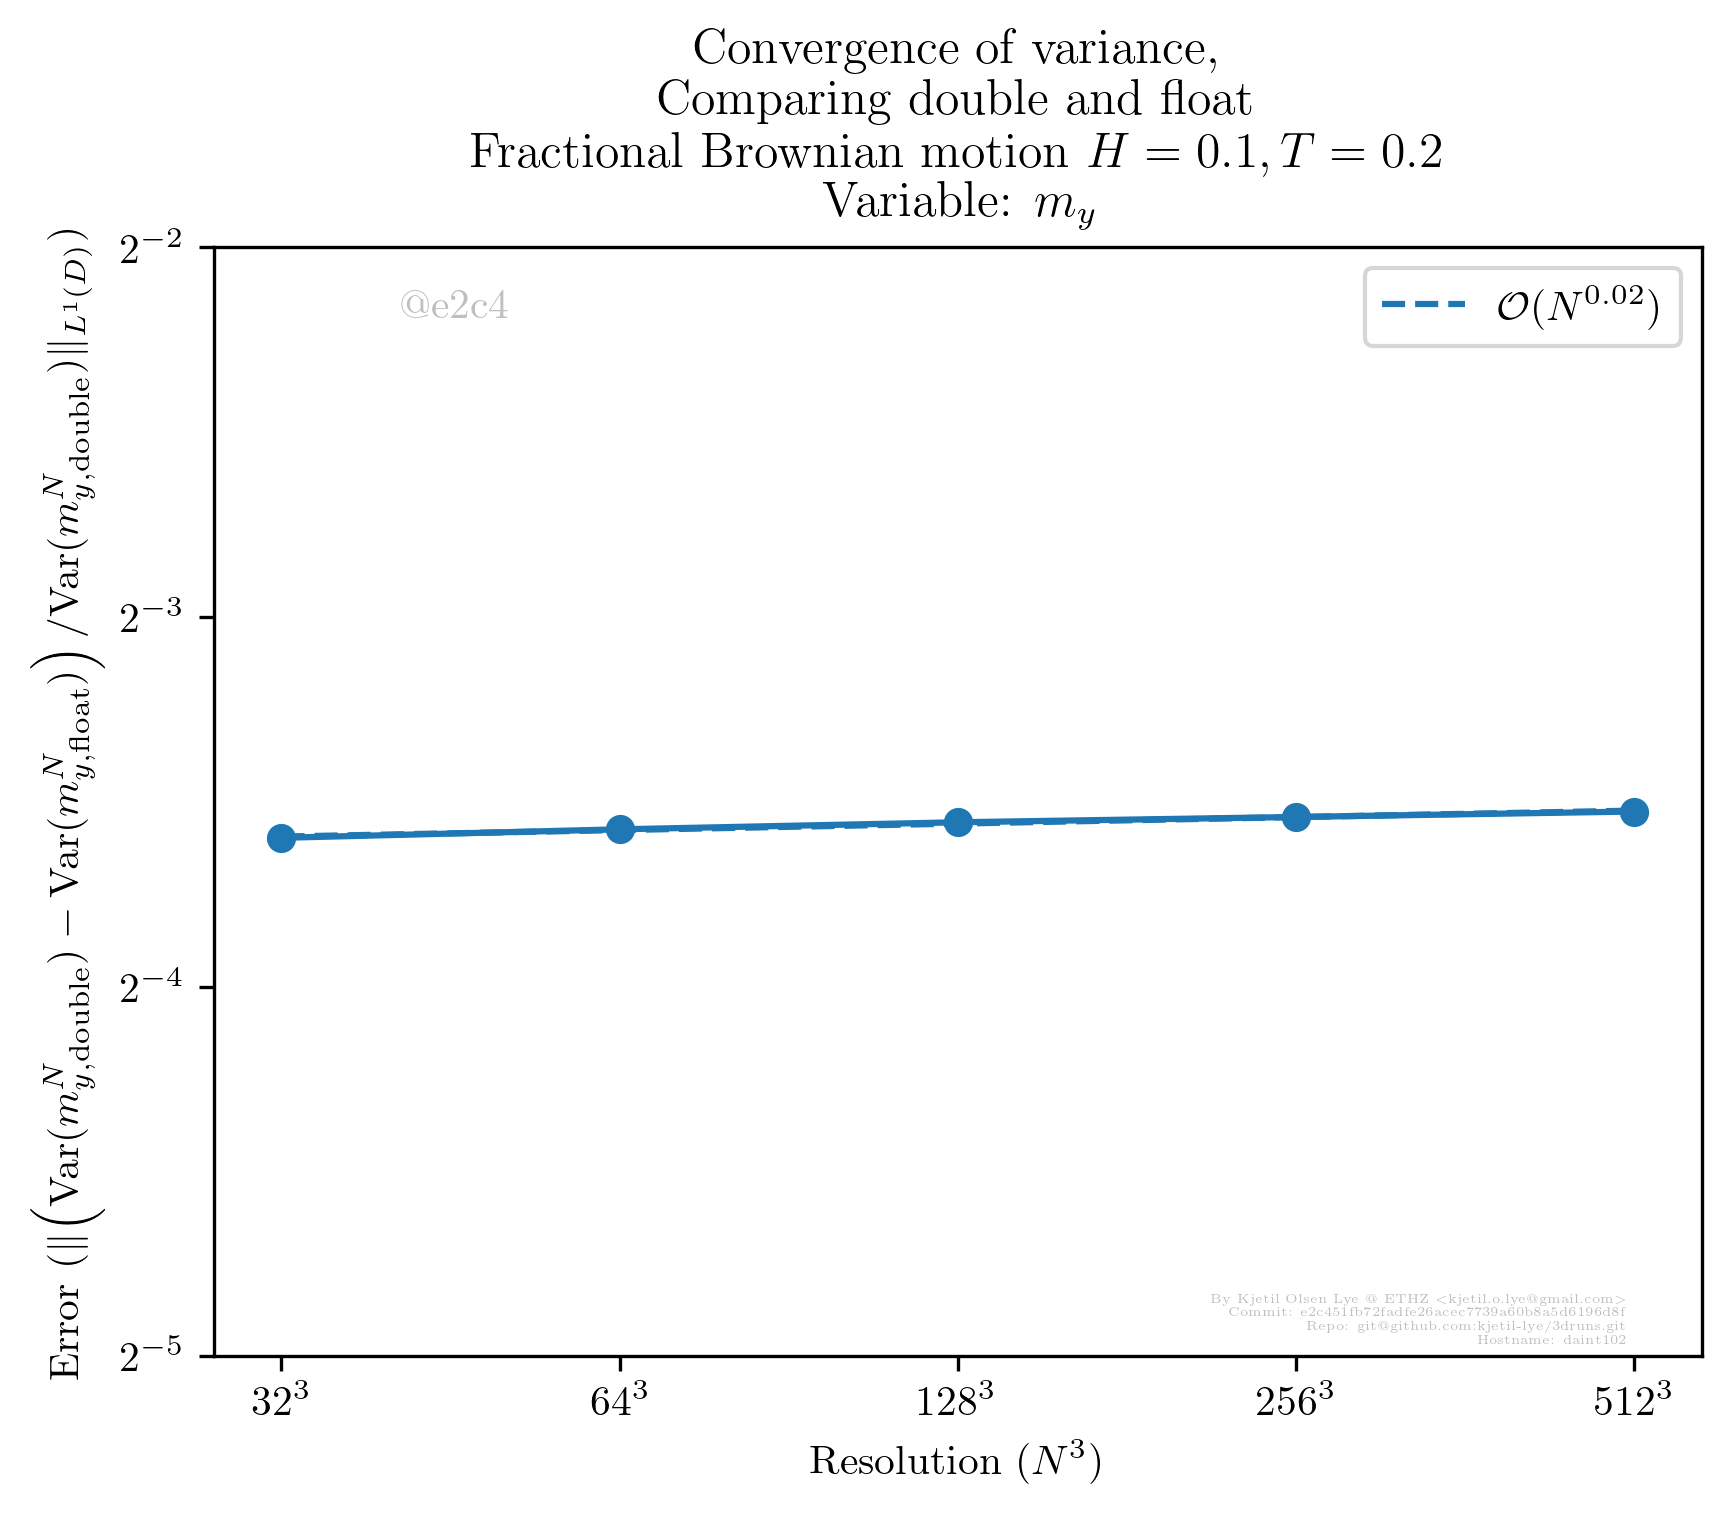 Convergence of variance,
Comparing double and float
Fractional Brownian motion H = 0.1, T = 0.2
Variable: m_y
Error (‖(Var(m^N_{y,double}) − Var(m^N_{y,float})) /Var(m^N_{y,double})‖_{L^1(D)})
2^{−2}
2^{−3}
2^{−4}
2^{−5}
@e2c4
𝒪(N^{0.02})
By Kjetil Olsen Lye @ ETHZ <kjetil.o.lye@gmail.com>
Commit: e2c451fb72fadfe26acec7739a60b8a5d6196d8f
Repo: git@github.com:kjetil-lye/3druns.git
Hostname: daint102
32^3 64^3 128^3 256^3 512^3
Resolution (N^3)